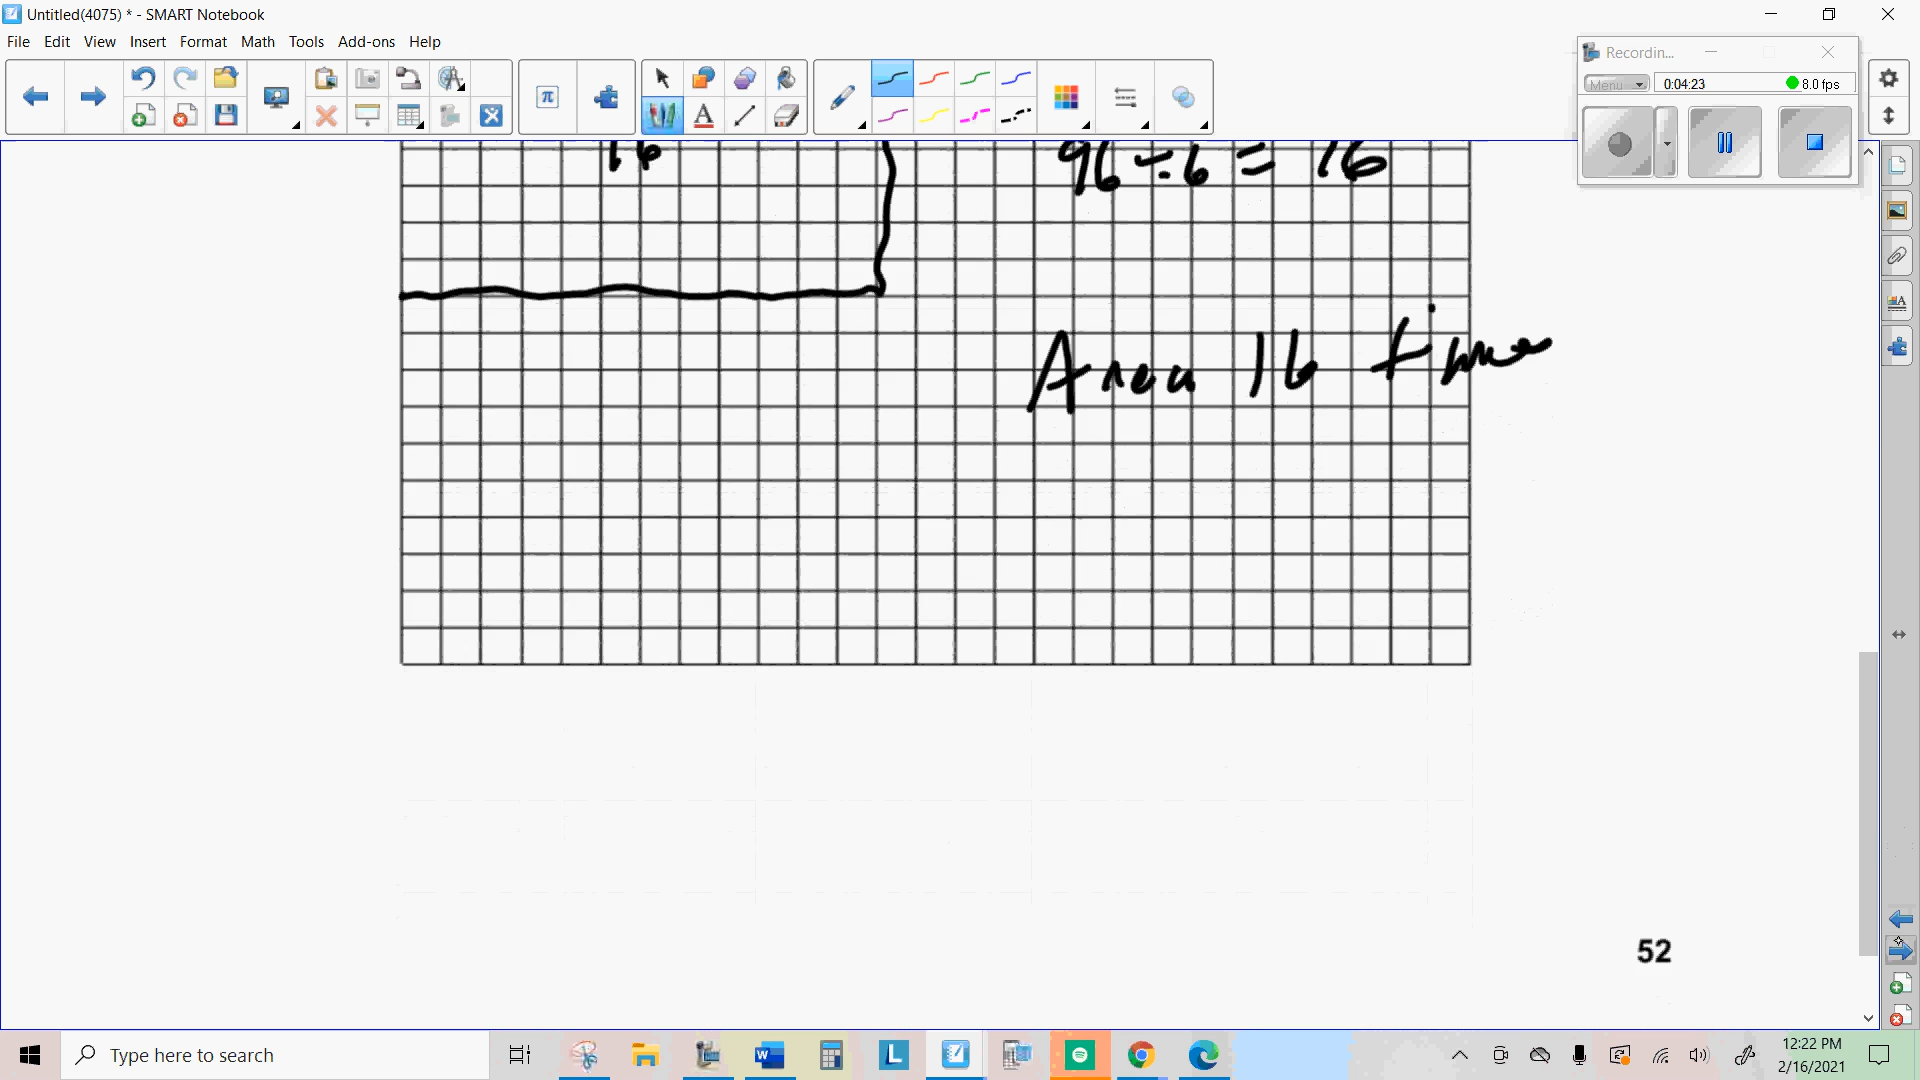 Untitled(4075) * - SMART Notebook
File Edit View Insert Format Math Tools Add-ons Help
Recordin...
Menu 0:04:23 8.0 fps
96 ÷ 6 = 16
Area 16 time
52
Type here to search
12:22 PM
2/16/2021